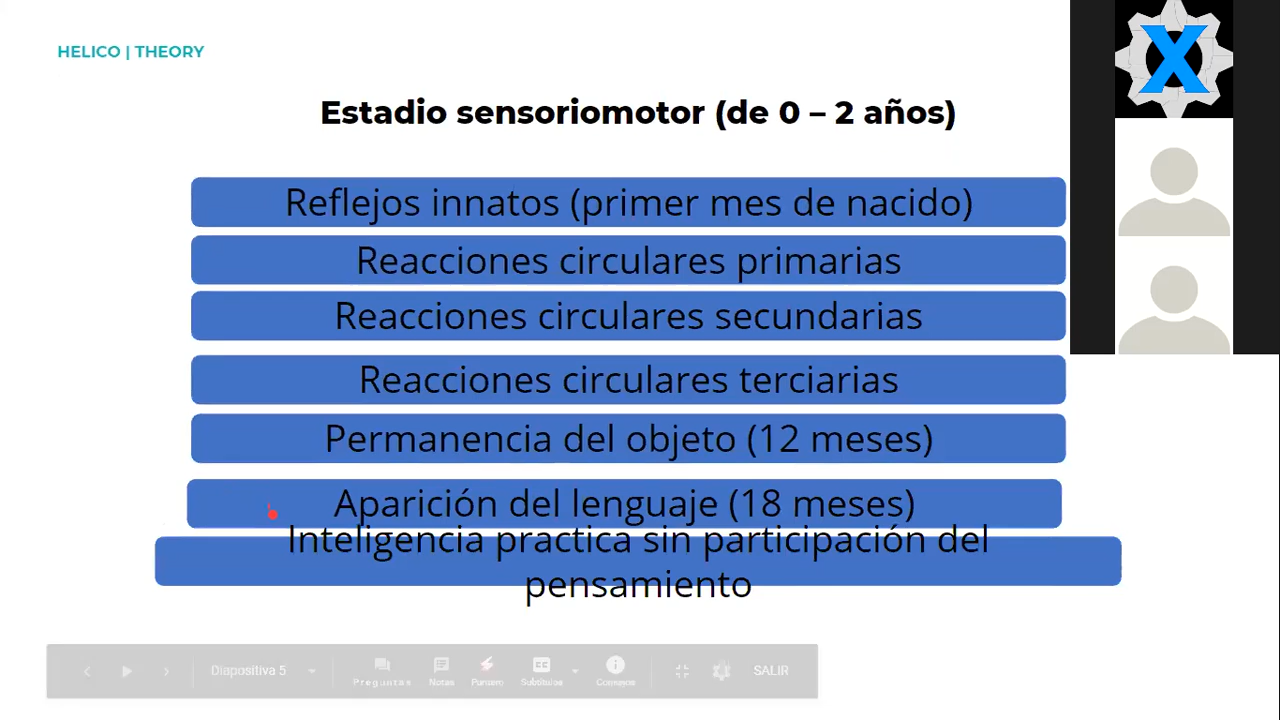 HELICO | THEORY
Estadio sensoriomotor (de 0 – 2 años)
Reflejos innatos (primer mes de nacido)
Reacciones circulares primarias
Reacciones circulares secundarias
Reacciones circulares terciarias
Permanencia del objeto (12 meses)
Aparición del lenguaje (18 meses)
Inteligencia practica sin participación del
pensamiento
Diapositiva 5
Preguntas
Notas
Puntero
Subtítulos
Consejos
SALIR
X
CC